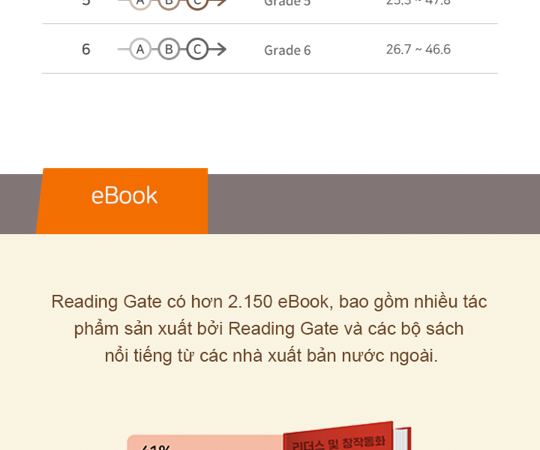 5 A B C Grade 5 25.5 ~ 47.8
6 A B C Grade 6 26.7 ~ 46.6
eBook
Reading Gate có hơn 2.150 eBook, bao gồm nhiều tác
phẩm sản xuất bởi Reading Gate và các bộ sách
nổi tiếng từ các nhà xuất bản nước ngoài.
리더스 및 창작동화
61%